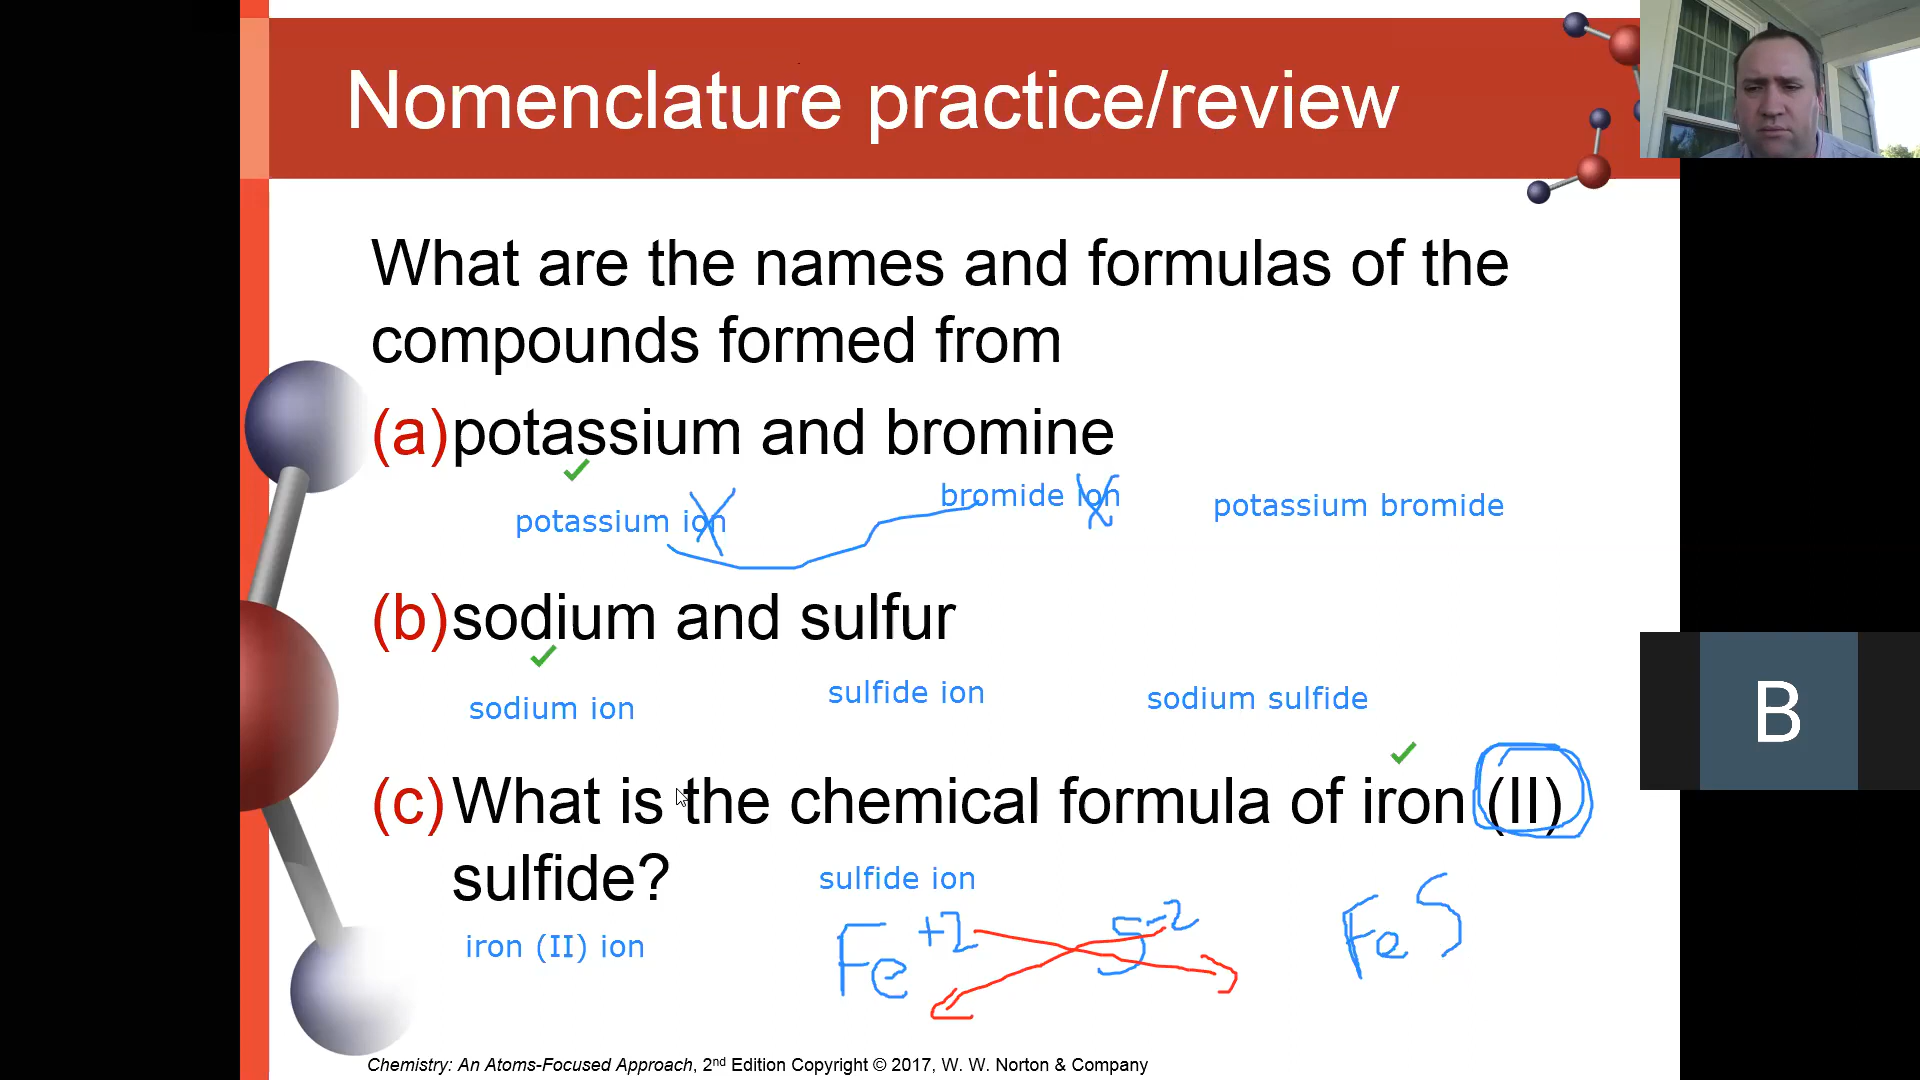 Nomenclature practice/review
What are the names and formulas of the
compounds formed from
(a) potassium and bromine
potassium ion
bromide ion
potassium bromide
(b) sodium and sulfur
sodium ion
sulfide ion
sodium sulfide
(c) What is the chemical formula of iron (II)
sulfide?
sulfide ion
iron (II) ion
Fe+2 S-2
2 2
FeS
Chemistry: An Atoms-Focused Approach, 2nd Edition Copyright © 2017, W. W. Norton & Company
B